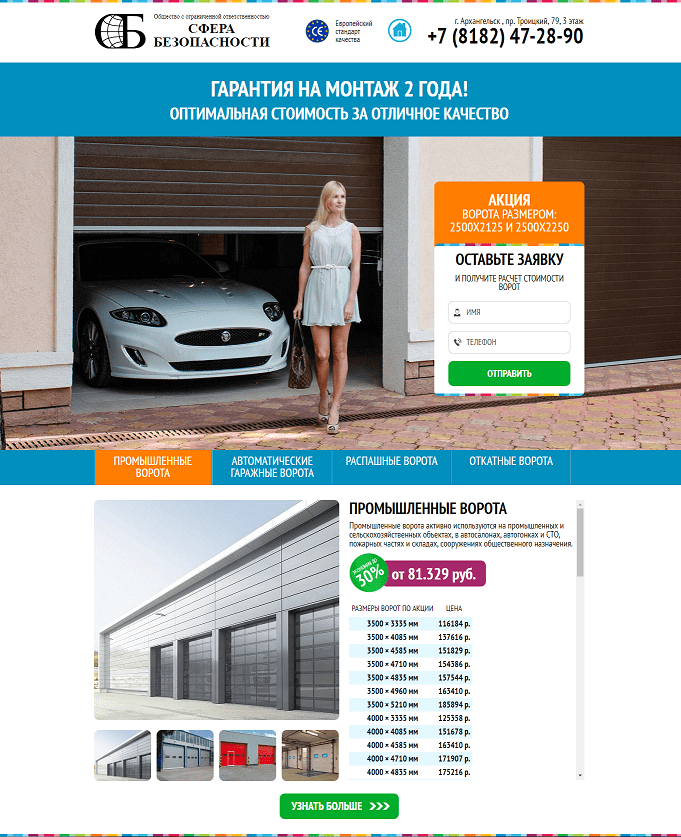 Общество с ограниченной ответственностью
СФЕРА
БЕЗОПАСНОСТИ
СБ
CE
Европейский
стандарт
качества
г. Архангельск , пр. Троицкий, 79, 3 этаж
+7 (8182) 47-28-90
ГАРАНТИЯ НА МОНТАЖ 2 ГОДА!
ОПТИМАЛЬНАЯ СТОИМОСТЬ ЗА ОТЛИЧНОЕ КАЧЕСТВО
АКЦИЯ
ВОРОТА РАЗМЕРОМ:
2500X2125 И 2500X2250
ОСТАВЬТЕ ЗАЯВКУ
И ПОЛУЧИТЕ РАСЧЕТ СТОИМОСТИ
ВОРОТ
ИМЯ
ТЕЛЕФОН
ОТПРАВИТЬ
ПРОМЫШЛЕННЫЕ
ВОРОТА
АВТОМАТИЧЕСКИЕ
ГАРАЖНЫЕ ВОРОТА
РАСПАШНЫЕ ВОРОТА
ОТКАТНЫЕ ВОРОТА
ПРОМЫШЛЕННЫЕ ВОРОТА
Промышленные ворота активно используются на промышленных и
сельскохозяйственных объектах, в автосалонах, автогонках и СТО,
пожарных частях и складах, сооружениях общественного назначения.
ЭКОНОМИЯ ДО
30%
от 81.329 руб.
РАЗМЕРЫ ВОРОТ ПО АКЦИИ ЦЕНА
3500 × 3335 мм 116184 р.
3500 × 4085 мм 137616 р.
3500 × 4585 мм 151829 р.
3500 × 4710 мм 154386 р.
3500 × 4835 мм 157544 р.
3500 × 4960 мм 163410 р.
3500 × 5210 мм 185894 р.
4000 × 3335 мм 125358 р.
4000 × 4085 мм 151678 р.
4000 × 4585 мм 163410 р.
4000 × 4710 мм 171907 р.
4000 × 4835 мм 175216 р.
УЗНАТЬ БОЛЬШЕ